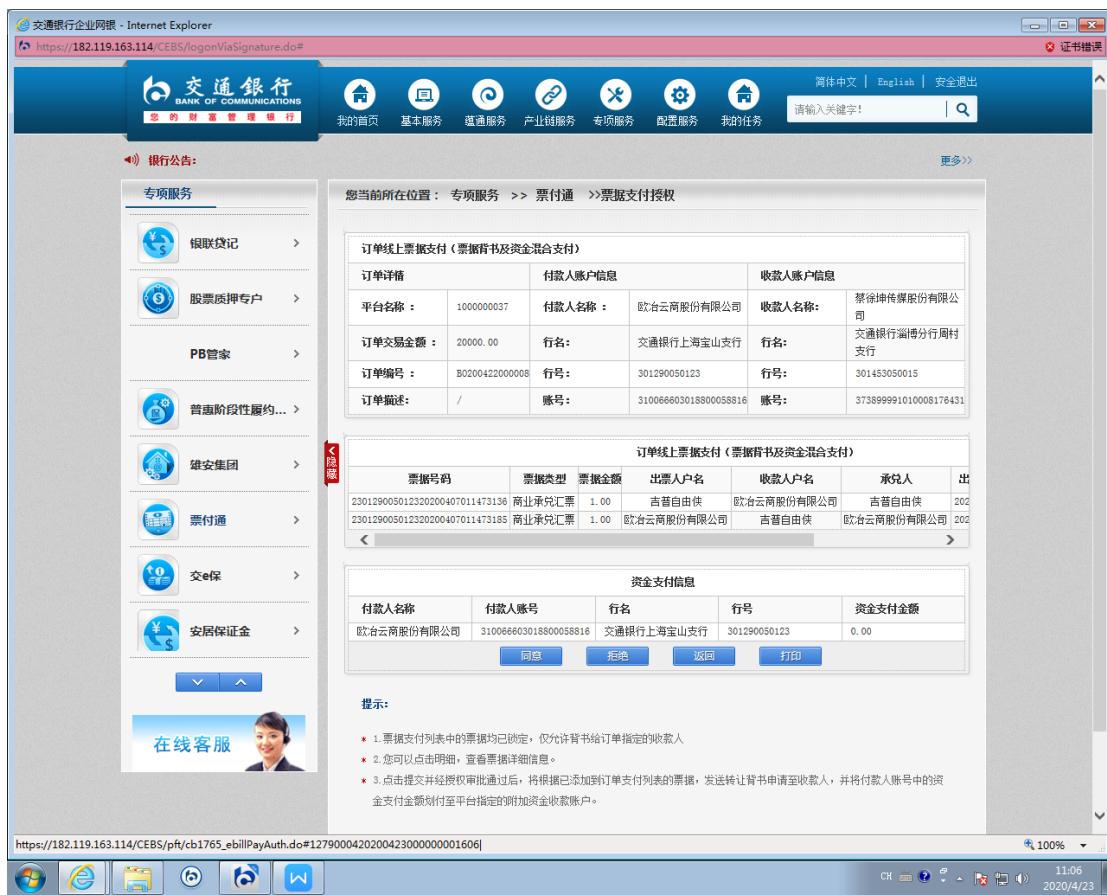 交通银行企业网银 - Internet Explorer
https://182.119.163.114/CEBS/logonViaSignature.do#
证书错误
交通银行
BANK OF COMMUNICATIONS
您的财富管理银行
我的首页 基本服务 蕴通服务 产业链服务 专项服务 配置服务 我的任务
简体中文 | English | 安全退出
请输入关键字!
银行公告:
更多>>
专项服务
银联贷记
股票质押专户
PB管家
普惠阶段性履约...
雄安集团
票付通
交e保
安居保证金
在线客服
隐藏
您当前所在位置: 专项服务 >> 票付通 >>票据支付授权
订单线上票据支付(票据背书及资金混合支付)
订单详情 付款人账户信息 收款人账户信息
平台名称: 1000000037 付款人名称: 欧冶云商股份有限公司 收款人名称: 蔡徐坤传媒股份有限公司
订单交易金额: 20000.00 行名: 交通银行上海宝山支行 行名: 交通银行淄博分行周村支行
订单编号: B0200422000008 行号: 301290050123 行号: 301453050015
订单描述: / 账号: 310066603018800058816 账号: 373899991010008176431
订单线上票据支付(票据背书及资金混合支付)
票据号码 票据类型 票据金额 出票人户名 收款人户名 承兑人 出
230129005012320200407011473136 商业承兑汇票 1.00 吉普自由侠 欧冶云商股份有限公司 吉普自由侠 202
230129005012320200407011473185 商业承兑汇票 1.00 欧冶云商股份有限公司 吉普自由侠 欧冶云商股份有限公司 202
资金支付信息
付款人名称 付款人账号 行名 行号 资金支付金额
欧冶云商股份有限公司 310066603018800058816 交通银行上海宝山支行 301290050123 0.00
同意 拒绝 返回 打印
提示:
* 1.票据支付列表中的票据均已锁定,仅允许背书给订单指定的收款人
* 2.您可以点击明细,查看票据详细信息。
* 3.点击提交并经授权审批通过后,将根据已添加到订单支付列表的票据,发送转让背书申请至收款人,并将付款人账号中的资
金支付金额划付至平台指定的附加资金收款账户。
https://182.119.163.114/CEBS/pft/cb1765_ebillPayAuth.do#1279000420200423000000001606
100%
CH
11:06
2020/4/23